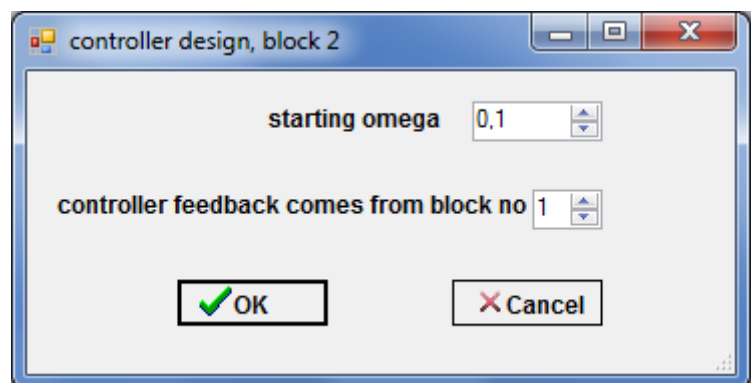 controller design, block 2
starting omega 0,1
controller feedback comes from block no 1
OK Cancel